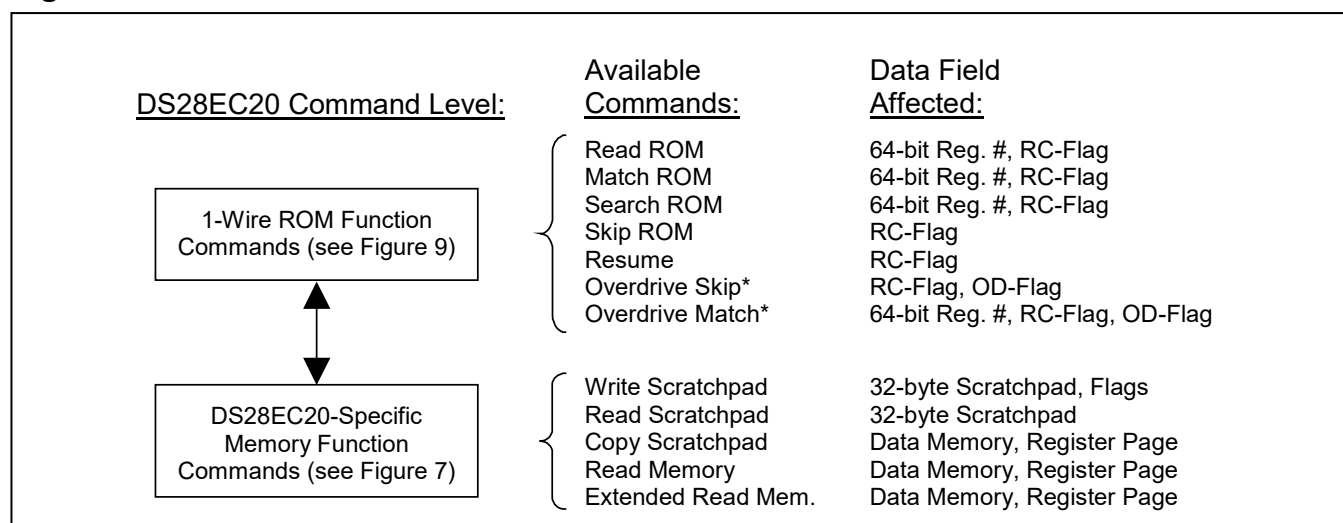 Available Data Field
DS28EC20 Command Level: Commands: Affected:
Read ROM 64-bit Reg. #, RC-Flag
Match ROM 64-bit Reg. #, RC-Flag
1-Wire ROM Function Search ROM 64-bit Reg. #, RC-Flag
Commands (see Figure 9) Skip ROM RC-Flag
Resume RC-Flag
Overdrive Skip* RC-Flag, OD-Flag
Overdrive Match* 64-bit Reg. #, RC-Flag, OD-Flag
Write Scratchpad 32-byte Scratchpad, Flags
DS28EC20-Specific Read Scratchpad 32-byte Scratchpad
Memory Function Copy Scratchpad Data Memory, Register Page
Commands (see Figure 7) Read Memory Data Memory, Register Page
Extended Read Mem. Data Memory, Register Page